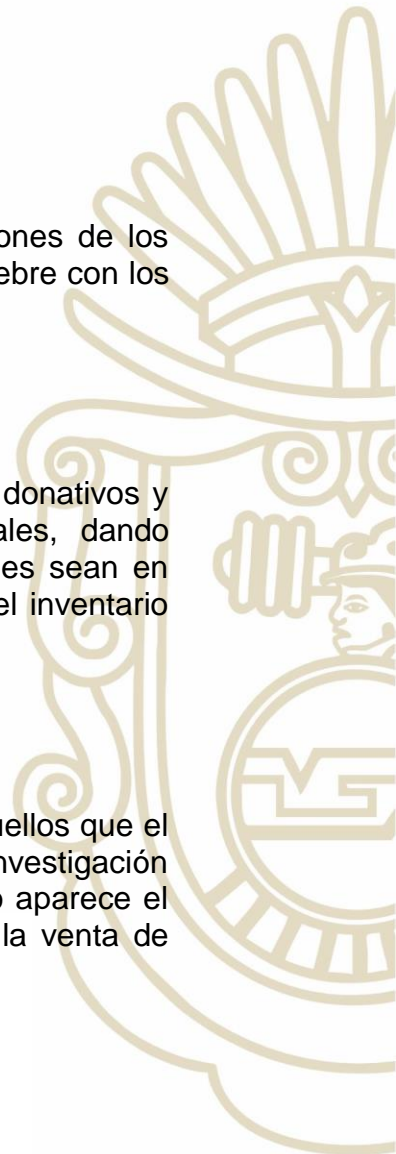 ones de los
ebre con los
donativos y
ales, dando
es sean en
el inventario
uellos que el
nvestigación
o aparece el
la venta de